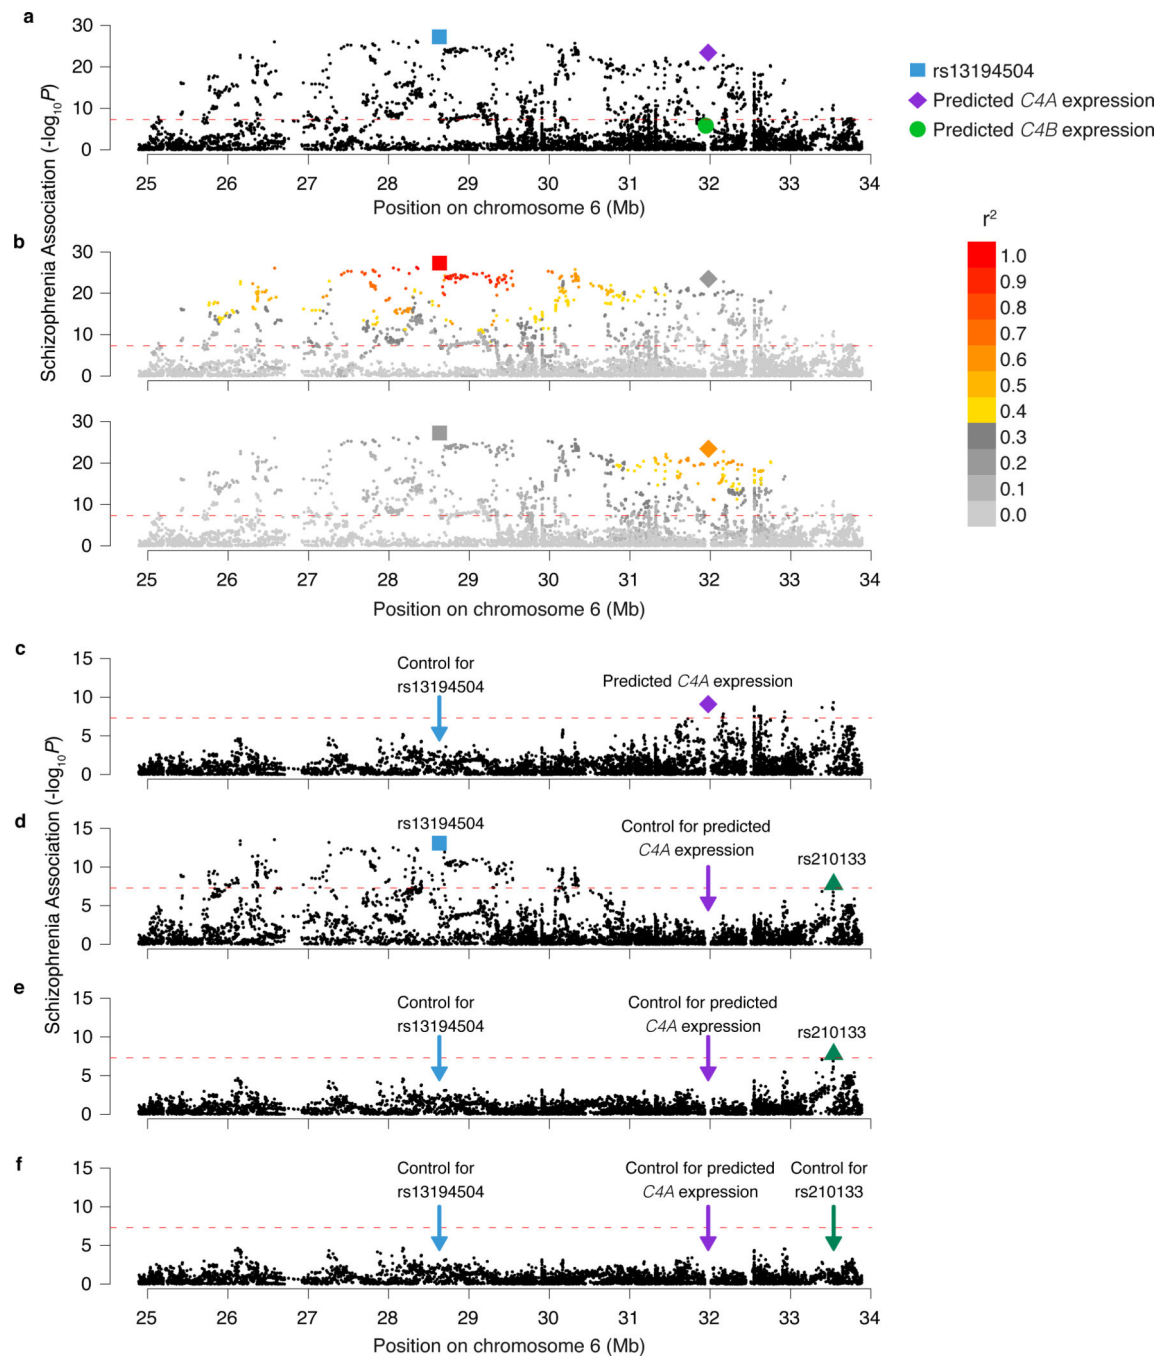 a
30
20
10
0
25 26 27 28 29 30 31 32 33 34
Position on chromosome 6 (Mb)
Schizophrenia Association (-log10P)
rs13194504
Predicted C4A expression
Predicted C4B expression
b
30
20
10
0
30
20
10
0
25 26 27 28 29 30 31 32 33 34
Position on chromosome 6 (Mb)
r²
1.0
0.9
0.8
0.7
0.6
0.5
0.4
0.3
0.2
0.1
0.0
Schizophrenia Association (-log10P)
c
15
10
5
0
Control for
rs13194504
Predicted C4A expression
d
15
10
5
0
rs13194504
Control for predicted
C4A expression
rs210133
e
15
10
5
0
Control for
rs13194504
Control for predicted
C4A expression
rs210133
f
15
10
5
0
Control for
rs13194504
Control for predicted
C4A expression
Control for
rs210133
25 26 27 28 29 30 31 32 33 34
Position on chromosome 6 (Mb)